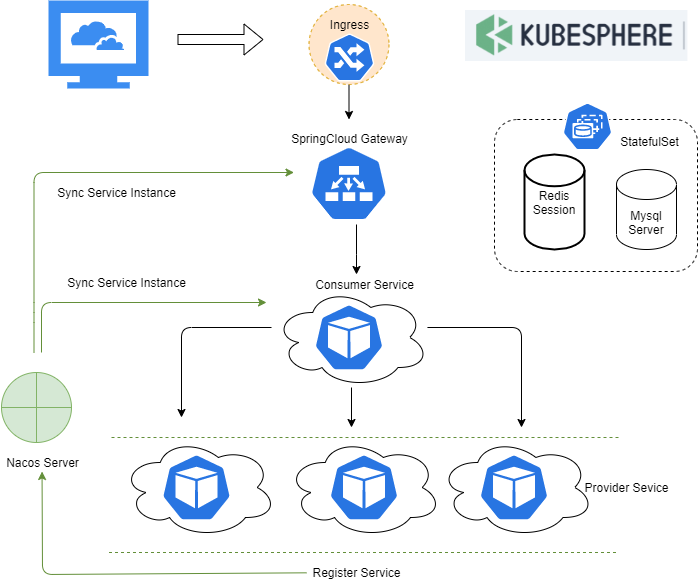 Ingress
KUBESPHERE
SpringCloud Gateway
StatefulSet
Sync Service Instance
Redis
Session
Mysql
Server
Sync Service Instance
Consumer Service
Nacos Server
Provider Sevice
Register Service